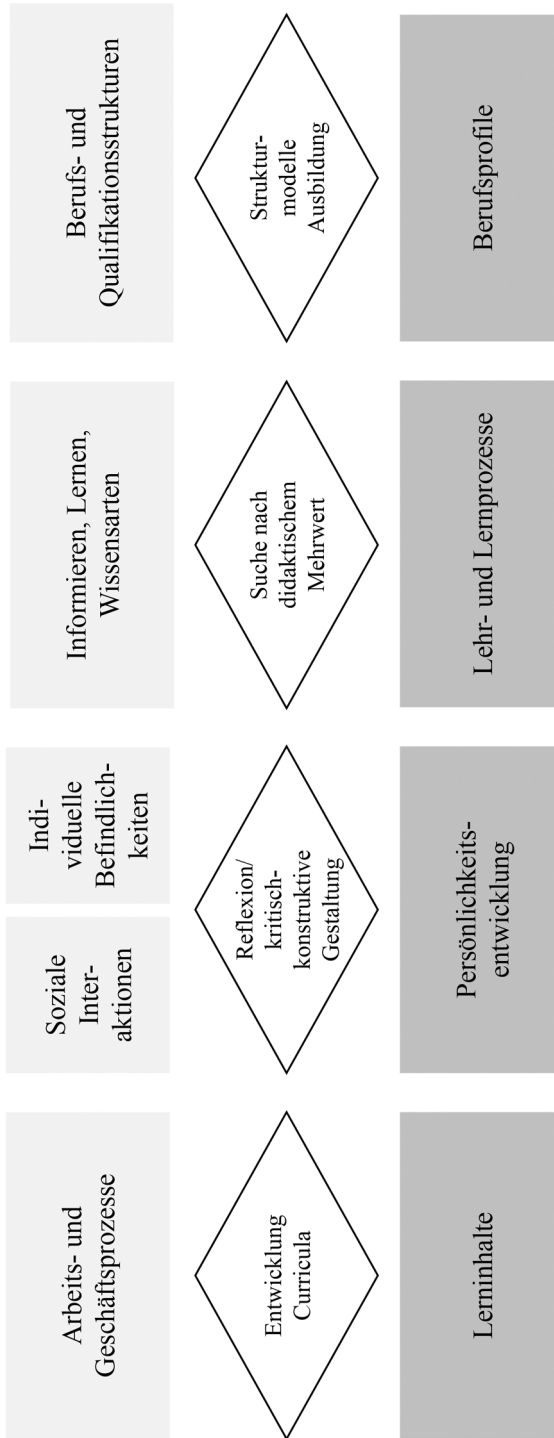 Arbeits- und
Geschäftsprozesse
Soziale
Inter-
aktionen
Indi-
viduelle
Befindlich-
keiten
Informieren, Lernen,
Wissensarten
Berufs- und
Qualifikationsstrukturen
Entwicklung
Curricula
Reflexion/
kritisch-
konstruktive
Gestaltung
Suche nach
didaktischem
Mehrwert
Struktur-
modelle
Ausbildung
Lerninhalte
Persönlichkeits-
entwicklung
Lehr- und Lernprozesse
Berufsprofile